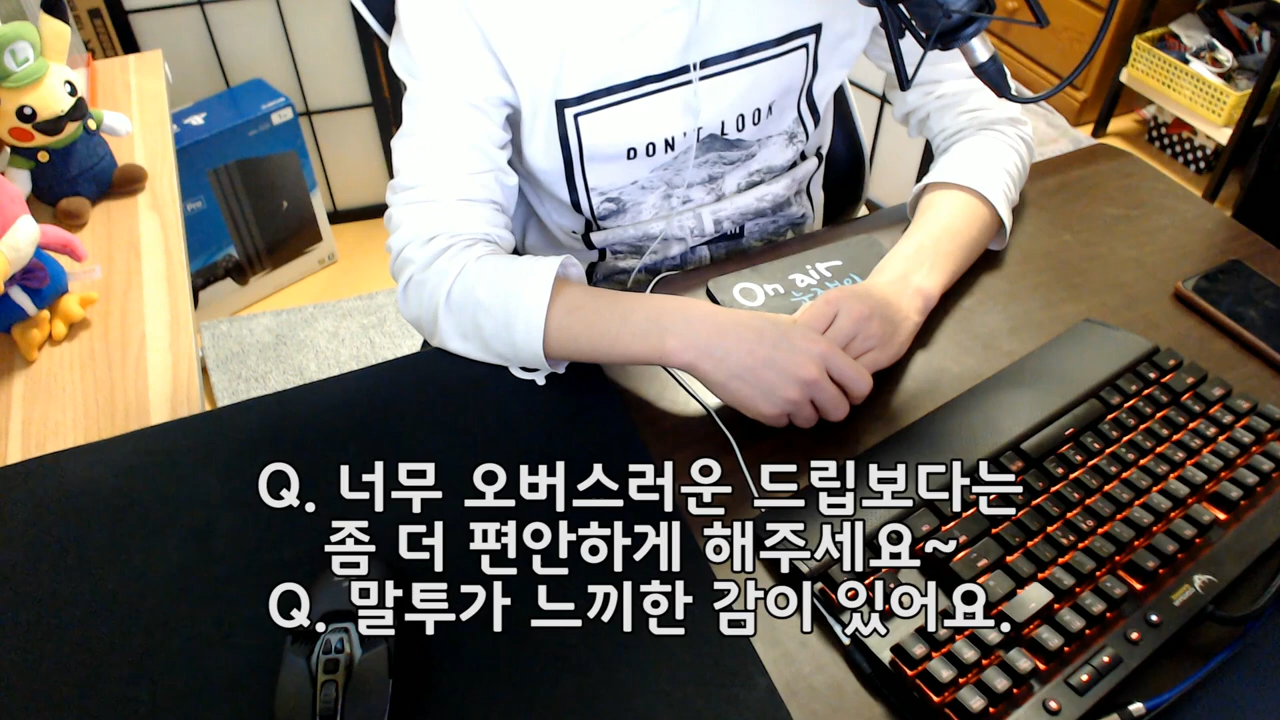 DON'T LOOK
On air
Pro
L
Q. 너무 오버스러운 드립보다는
좀 더 편안하게 해주세요~
Q. 말투가 느끼한 감이 있어요.